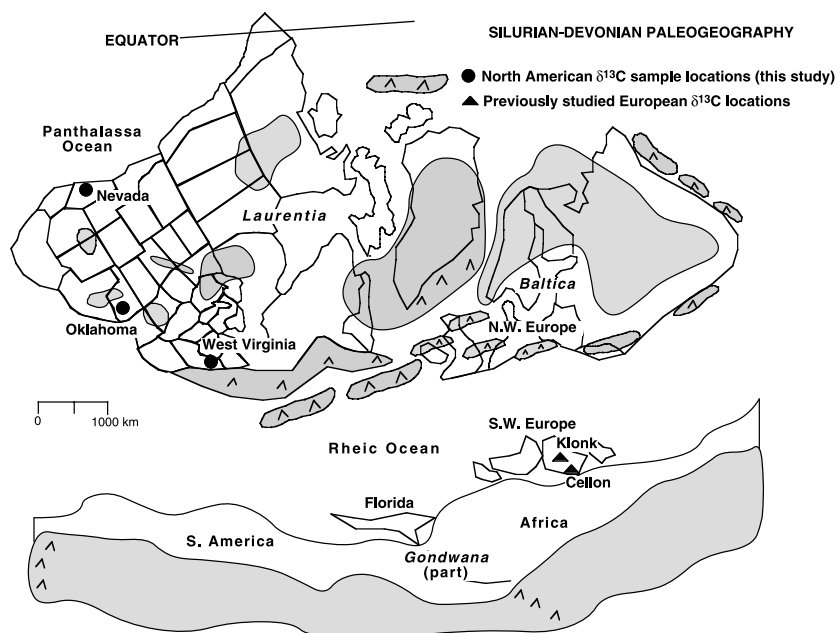 EQUATOR
SILURIAN-DEVONIAN PALEOGEOGRAPHY
North American δ13C sample locations (this study)
Previously studied European δ13C locations
Panthalassa
Ocean
Nevada
Laurentia
Baltica
Oklahoma
N.W. Europe
West Virginia
0 1000 km
Rheic Ocean
S.W. Europe
Klonk
Cellon
Florida
Africa
S. America
Gondwana
(part)